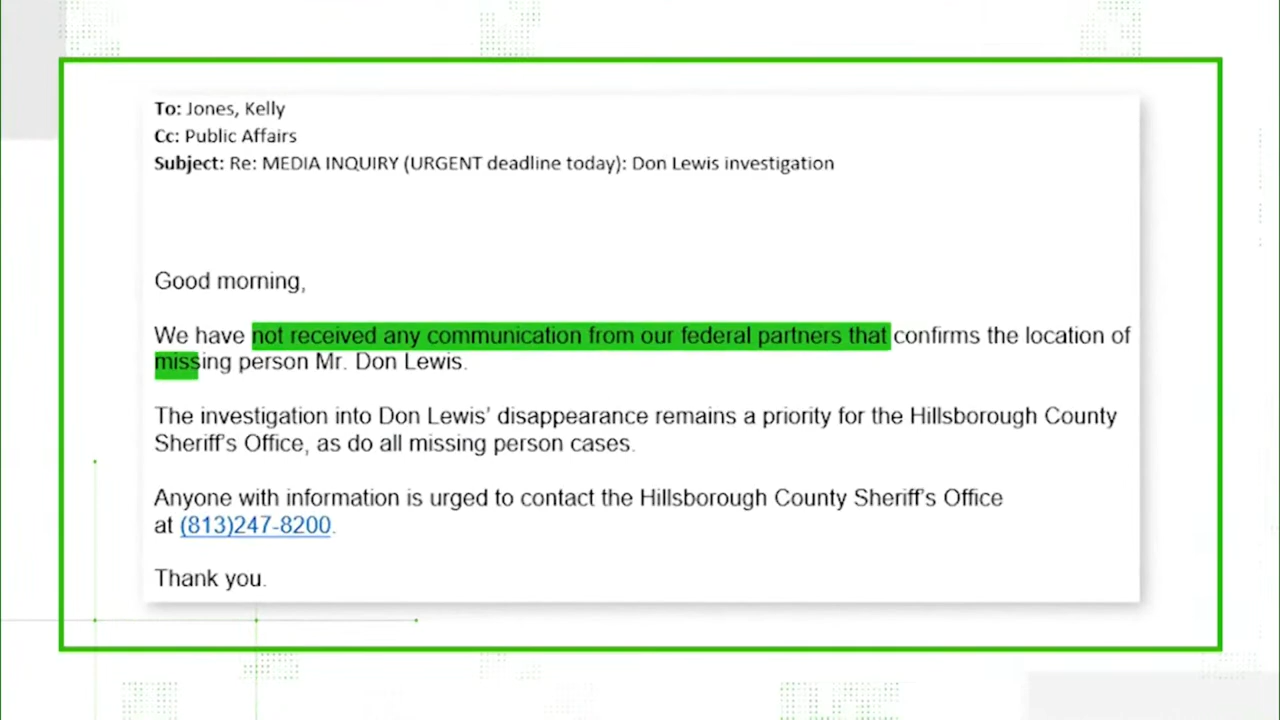 To: Jones, Kelly
Cc: Public Affairs
Subject: Re: MEDIA INQUIRY (URGENT deadline today): Don Lewis investigation
Good morning,
We have not received any communication from our federal partners that confirms the location of
missing person Mr. Don Lewis.
The investigation into Don Lewis' disappearance remains a priority for the Hillsborough County
Sheriff's Office, as do all missing person cases.
Anyone with information is urged to contact the Hillsborough County Sheriff's Office
at (813)247-8200.
Thank you.